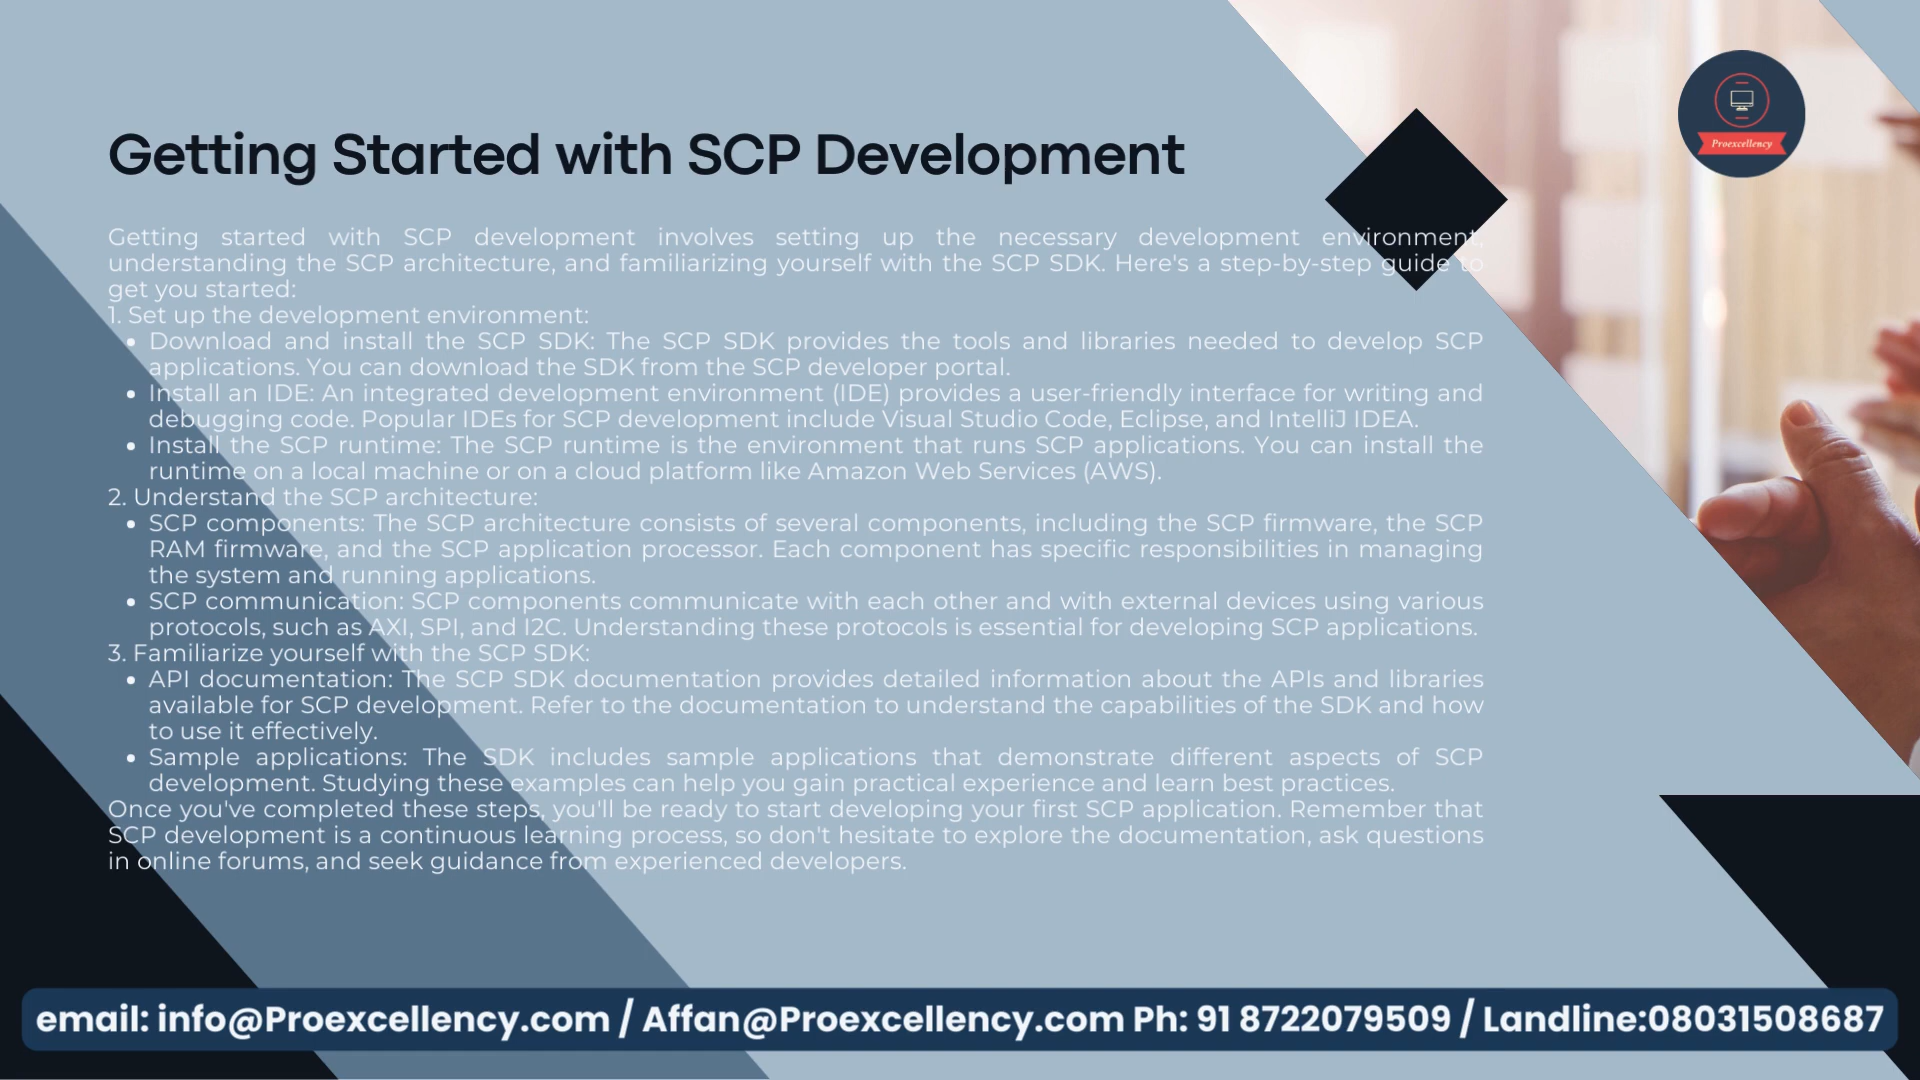 Proexcellency
Getting Started with SCP Development
Getting started with SCP development involves setting up the necessary development environment,
understanding the SCP architecture, and familiarizing yourself with the SCP SDK. Here's a step-by-step guide to
get you started:
1. Set up the development environment:
• Download and install the SCP SDK: The SCP SDK provides the tools and libraries needed to develop SCP
applications. You can download the SDK from the SCP developer portal.
• Install an IDE: An integrated development environment (IDE) provides a user-friendly interface for writing and
debugging code. Popular IDEs for SCP development include Visual Studio Code, Eclipse, and IntelliJ IDEA.
• Install the SCP runtime: The SCP runtime is the environment that runs SCP applications. You can install the
runtime on a local machine or on a cloud platform like Amazon Web Services (AWS).
2. Understand the SCP architecture:
• SCP components: The SCP architecture consists of several components, including the SCP firmware, the SCP
RAM firmware, and the SCP application processor. Each component has specific responsibilities in managing
the system and running applications.
• SCP communication: SCP components communicate with each other and with external devices using various
protocols, such as AXI, SPI, and I2C. Understanding these protocols is essential for developing SCP applications.
3. Familiarize yourself with the SCP SDK:
• API documentation: The SCP SDK documentation provides detailed information about the APIs and libraries
available for SCP development. Refer to the documentation to understand the capabilities of the SDK and how
to use it effectively.
• Sample applications: The SDK includes sample applications that demonstrate different aspects of SCP
development. Studying these examples can help you gain practical experience and learn best practices.
Once you've completed these steps, you'll be ready to start developing your first SCP application. Remember that
SCP development is a continuous learning process, so don't hesitate to explore the documentation, ask questions
in online forums, and seek guidance from experienced developers.
email: info@Proexcellency.com / Affan@Proexcellency.com Ph: 91 8722079509 / Landline:08031508687